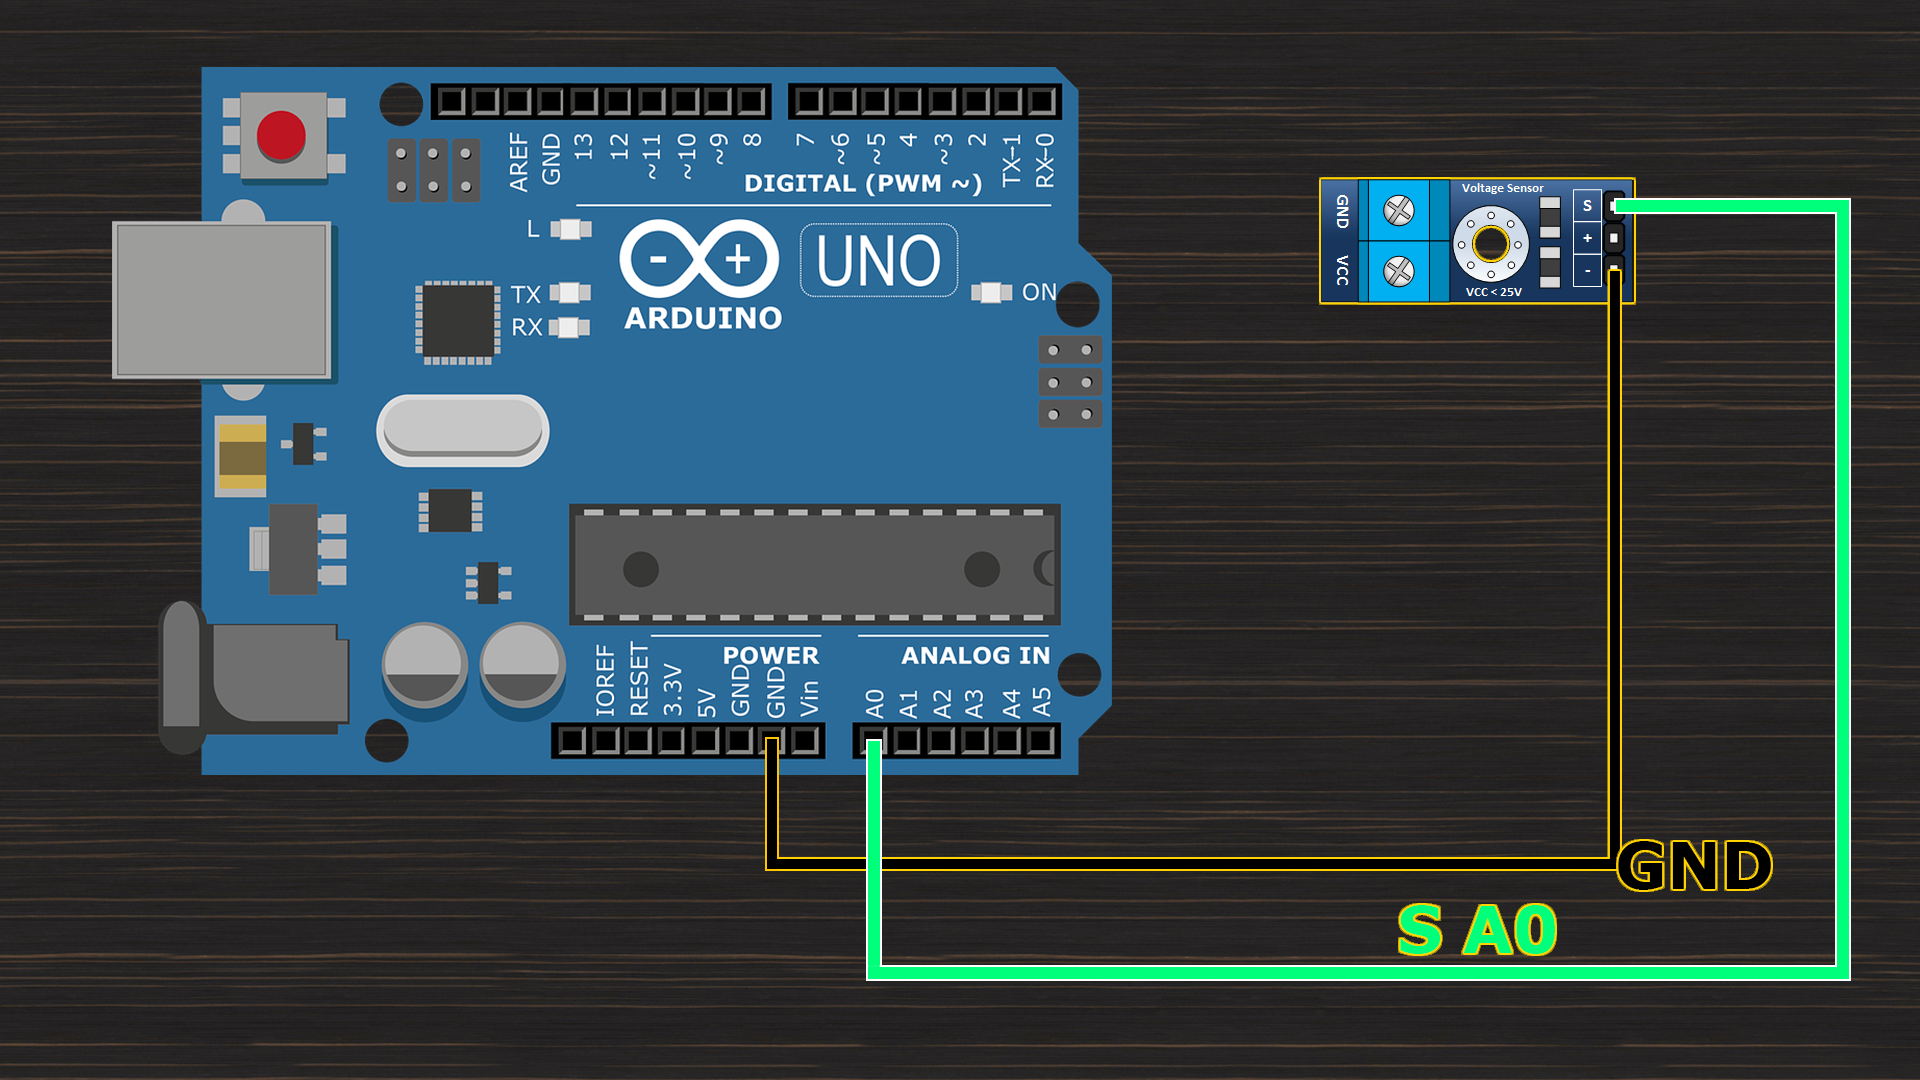 AREF
GND
13
12
~11
~10
~9
8
7
~6
~5
4
~3
2
TX→1
RX←0
DIGITAL (PWM ~)
L
TX
RX
- +
ARDUINO
UNO
ON
POWER
ANALOG IN
IOREF
RESET
3.3V
5V
GND
GND
Vin
A0
A1
A2
A3
A4
A5
Voltage Sensor
GND
VCC
S
+
-
VCC < 25V
GND
S A0